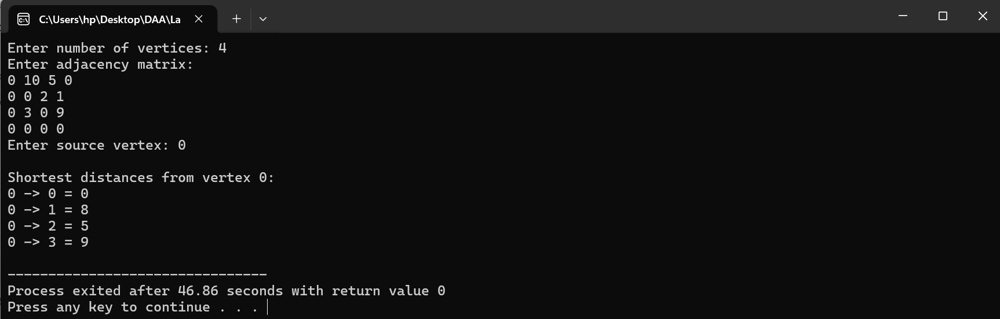 C:\Users\hp\Desktop\DAA\La
Enter number of vertices: 4
Enter adjacency matrix:
0 10 5 0
0 0 2 1
0 3 0 9
0 0 0 0
Enter source vertex: 0
Shortest distances from vertex 0:
0 -> 0 = 0
0 -> 1 = 8
0 -> 2 = 5
0 -> 3 = 9
--------------------------------
Process exited after 46.86 seconds with return value 0
Press any key to continue . . .